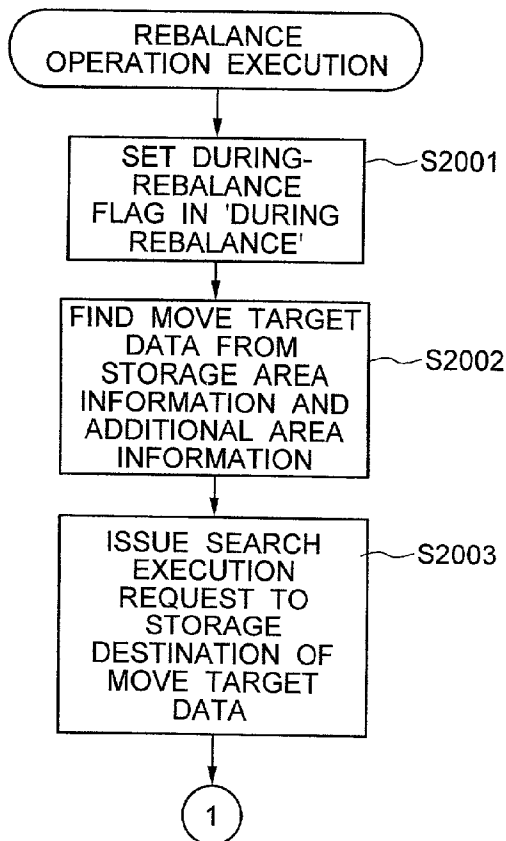 REBALANCE
OPERATION EXECUTION
SET DURING-
REBALANCE
FLAG IN 'DURING
REBALANCE'
S2001
FIND MOVE TARGET
DATA FROM
STORAGE AREA
INFORMATION AND
ADDITIONAL AREA
INFORMATION
S2002
ISSUE SEARCH
EXECUTION
REQUEST TO
STORAGE
DESTINATION OF
MOVE TARGET
DATA
S2003
1